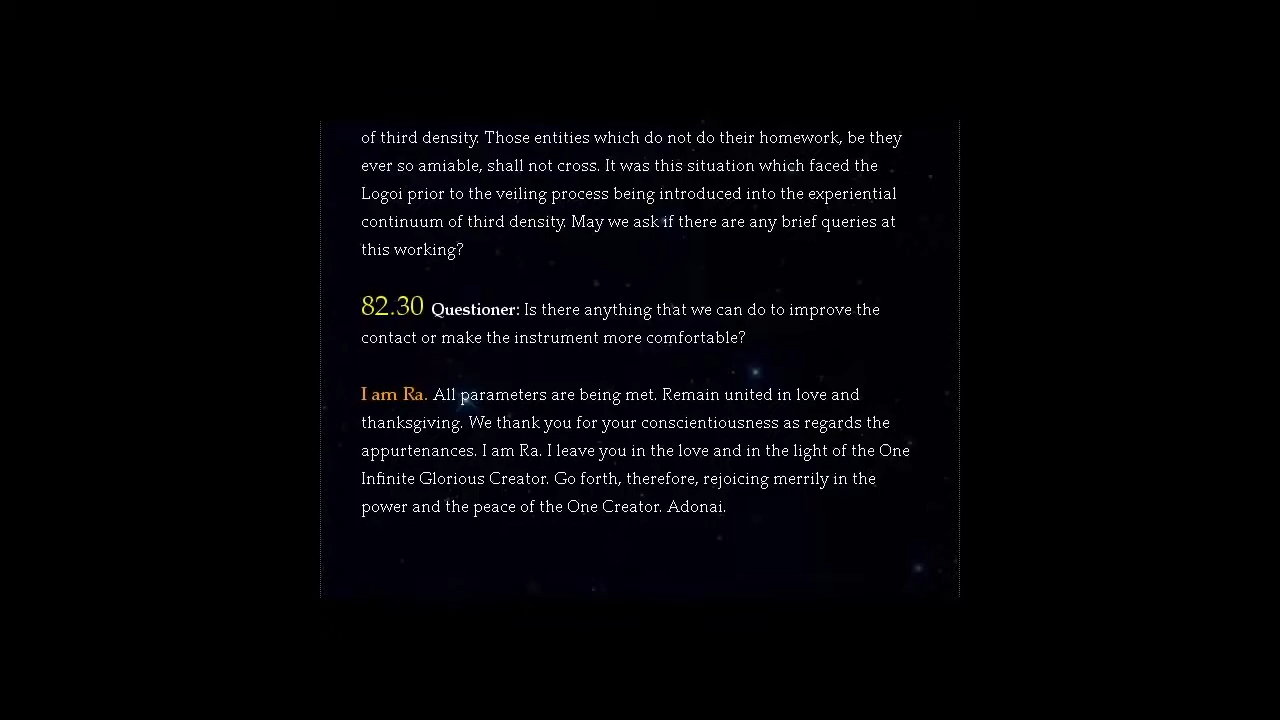 of third density. Those entities which do not do their homework, be they
ever so amiable, shall not cross. It was this situation which faced the
Logoi prior to the veiling process being introduced into the experiential
continuum of third density. May we ask if there are any brief queries at
this working?
82.30 Questioner: Is there anything that we can do to improve the
contact or make the instrument more comfortable?
I am Ra. All parameters are being met. Remain united in love and
thanksgiving. We thank you for your conscientiousness as regards the
appurtenances. I am Ra. I leave you in the love and in the light of the One
Infinite Glorious Creator. Go forth, therefore, rejoicing merrily in the
power and the peace of the One Creator. Adonai.